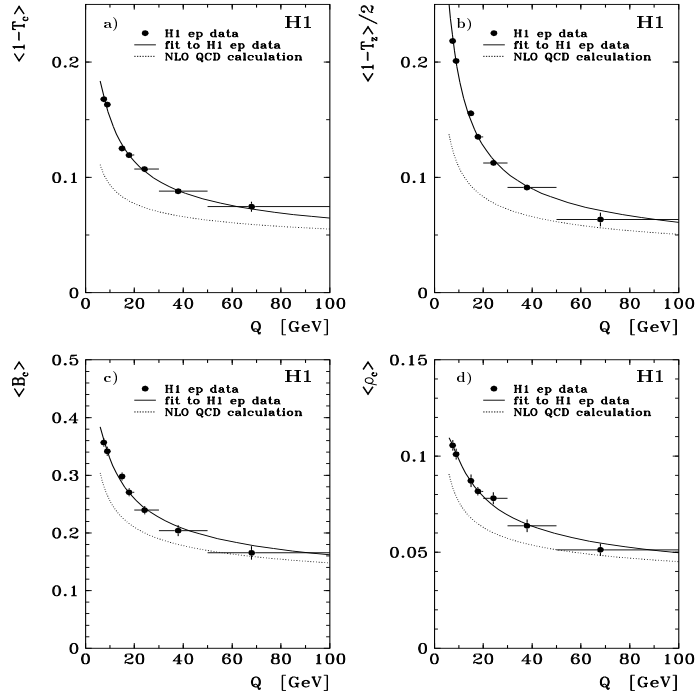 <1-T_c>
a)
H1
H1 ep data
fit to H1 ep data
NLO QCD calculation
0.2
0.1
0
0 20 40 60 80 100
Q [GeV]
<1-T_z>/2
b)
H1
H1 ep data
fit to H1 ep data
NLO QCD calculation
0.2
0.1
0
0 20 40 60 80 100
Q [GeV]
<B_c>
c)
H1
H1 ep data
fit to H1 ep data
NLO QCD calculation
0.5
0.4
0.3
0.2
0.1
0
0 20 40 60 80 100
Q [GeV]
<ρ_c>
d)
H1
H1 ep data
fit to H1 ep data
NLO QCD calculation
0.15
0.1
0.05
0
0 20 40 60 80 100
Q [GeV]